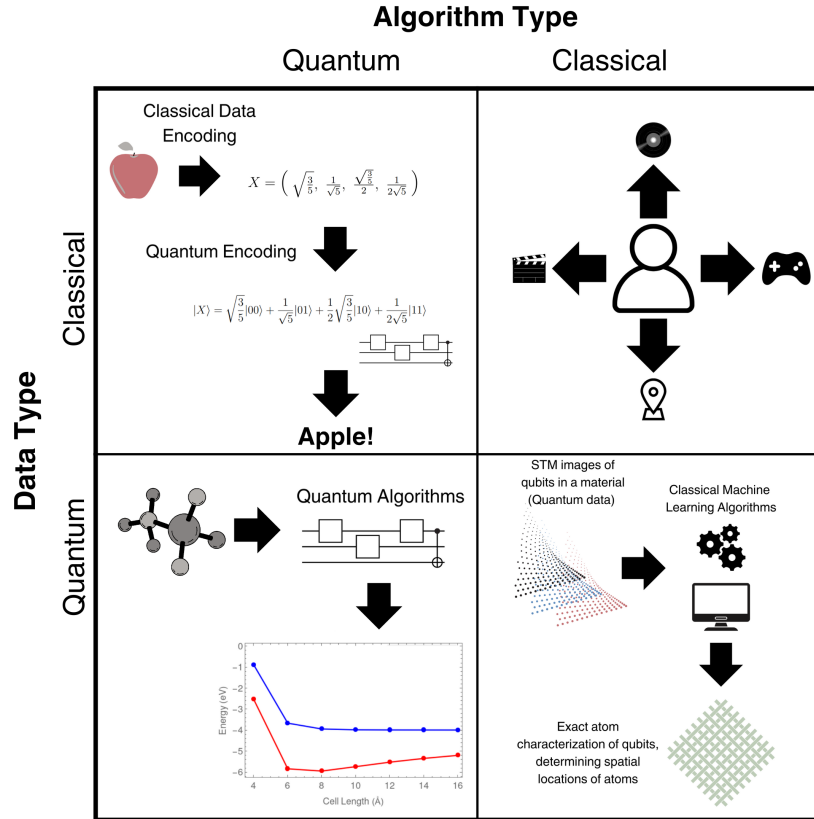 Algorithm Type
Quantum
Classical
Data Type
Classical
Quantum
Classical Data
Encoding
X = ( √(3/5), 1/√5, √(3/5)/2, 1/(2√5) )
Quantum Encoding
|X⟩ = √(3/5)|00⟩ + 1/√5|01⟩ + 1/2√(3/5)|10⟩ + 1/(2√5)|11⟩
Apple!
Quantum Algorithms
Energy (eV)
0
−1
−2
−3
−4
−5
−6
4 6 8 10 12 14 16
Cell Length (Å)
STM images of
qubits in a material
(Quantum data)
Classical Machine
Learning Algorithms
Exact atom
characterization of qubits,
determining spatial
locations of atoms